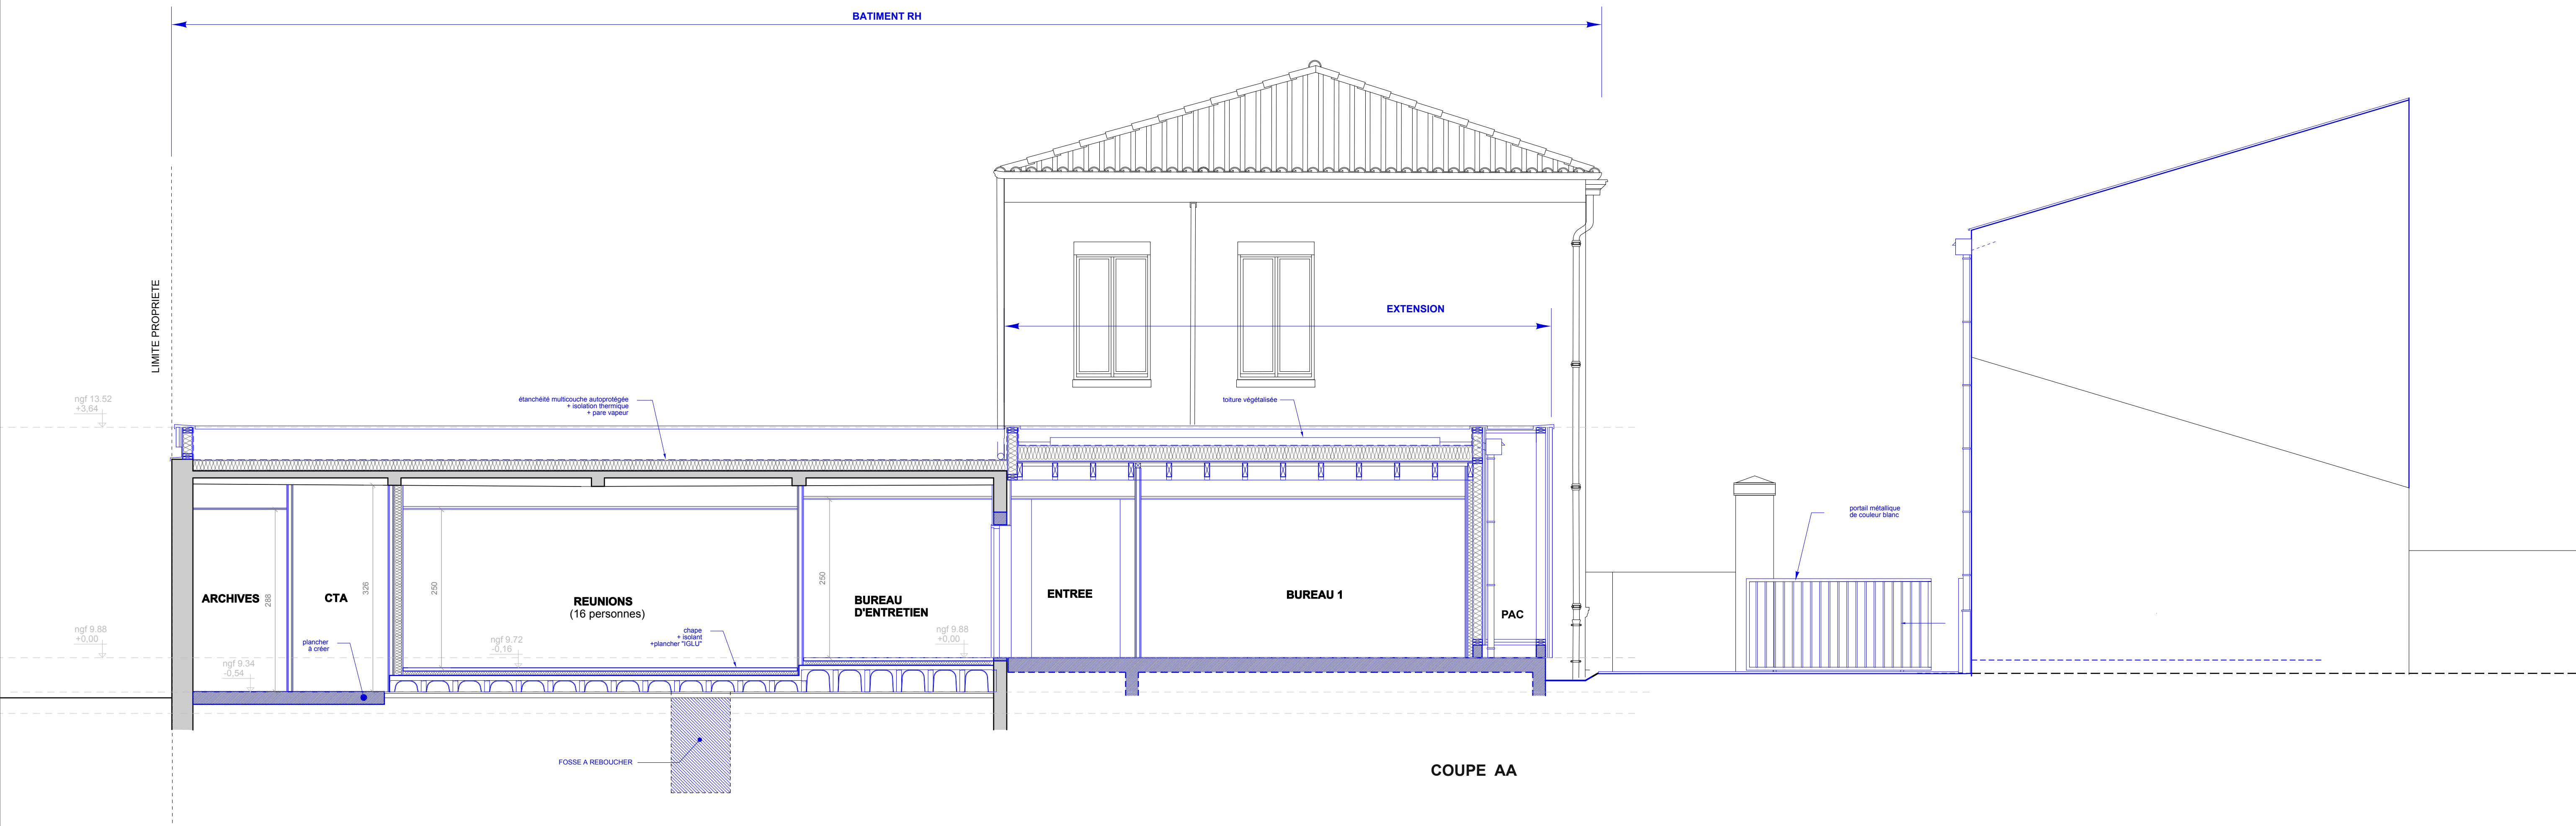 BATIMENT RH
LIMITE PROPRIETE
EXTENSION
ngf 13.52
+3,64
étanchéité multicouche autoprotégée
+ isolation thermique
+ pare vapeur
toiture végétalisée
portail métallique
de couleur blanc
ARCHIVES
288
CTA
326
250
REUNIONS
(16 personnes)
250
BUREAU
D'ENTRETIEN
ENTREE
BUREAU 1
PAC
ngf 9.88
+0,00
plancher
à créer
ngf 9.34
-0,54
ngf 9.72
-0,16
chape
+ isolant
+plancher "IGLU"
ngf 9.88
+0,00
FOSSE A REBOUCHER
COUPE AA